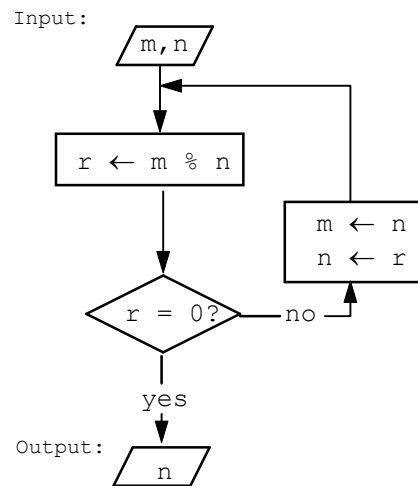 Input:
m,n
r ← m % n
m ← n
n ← r
r = 0?
no
yes
Output:
n